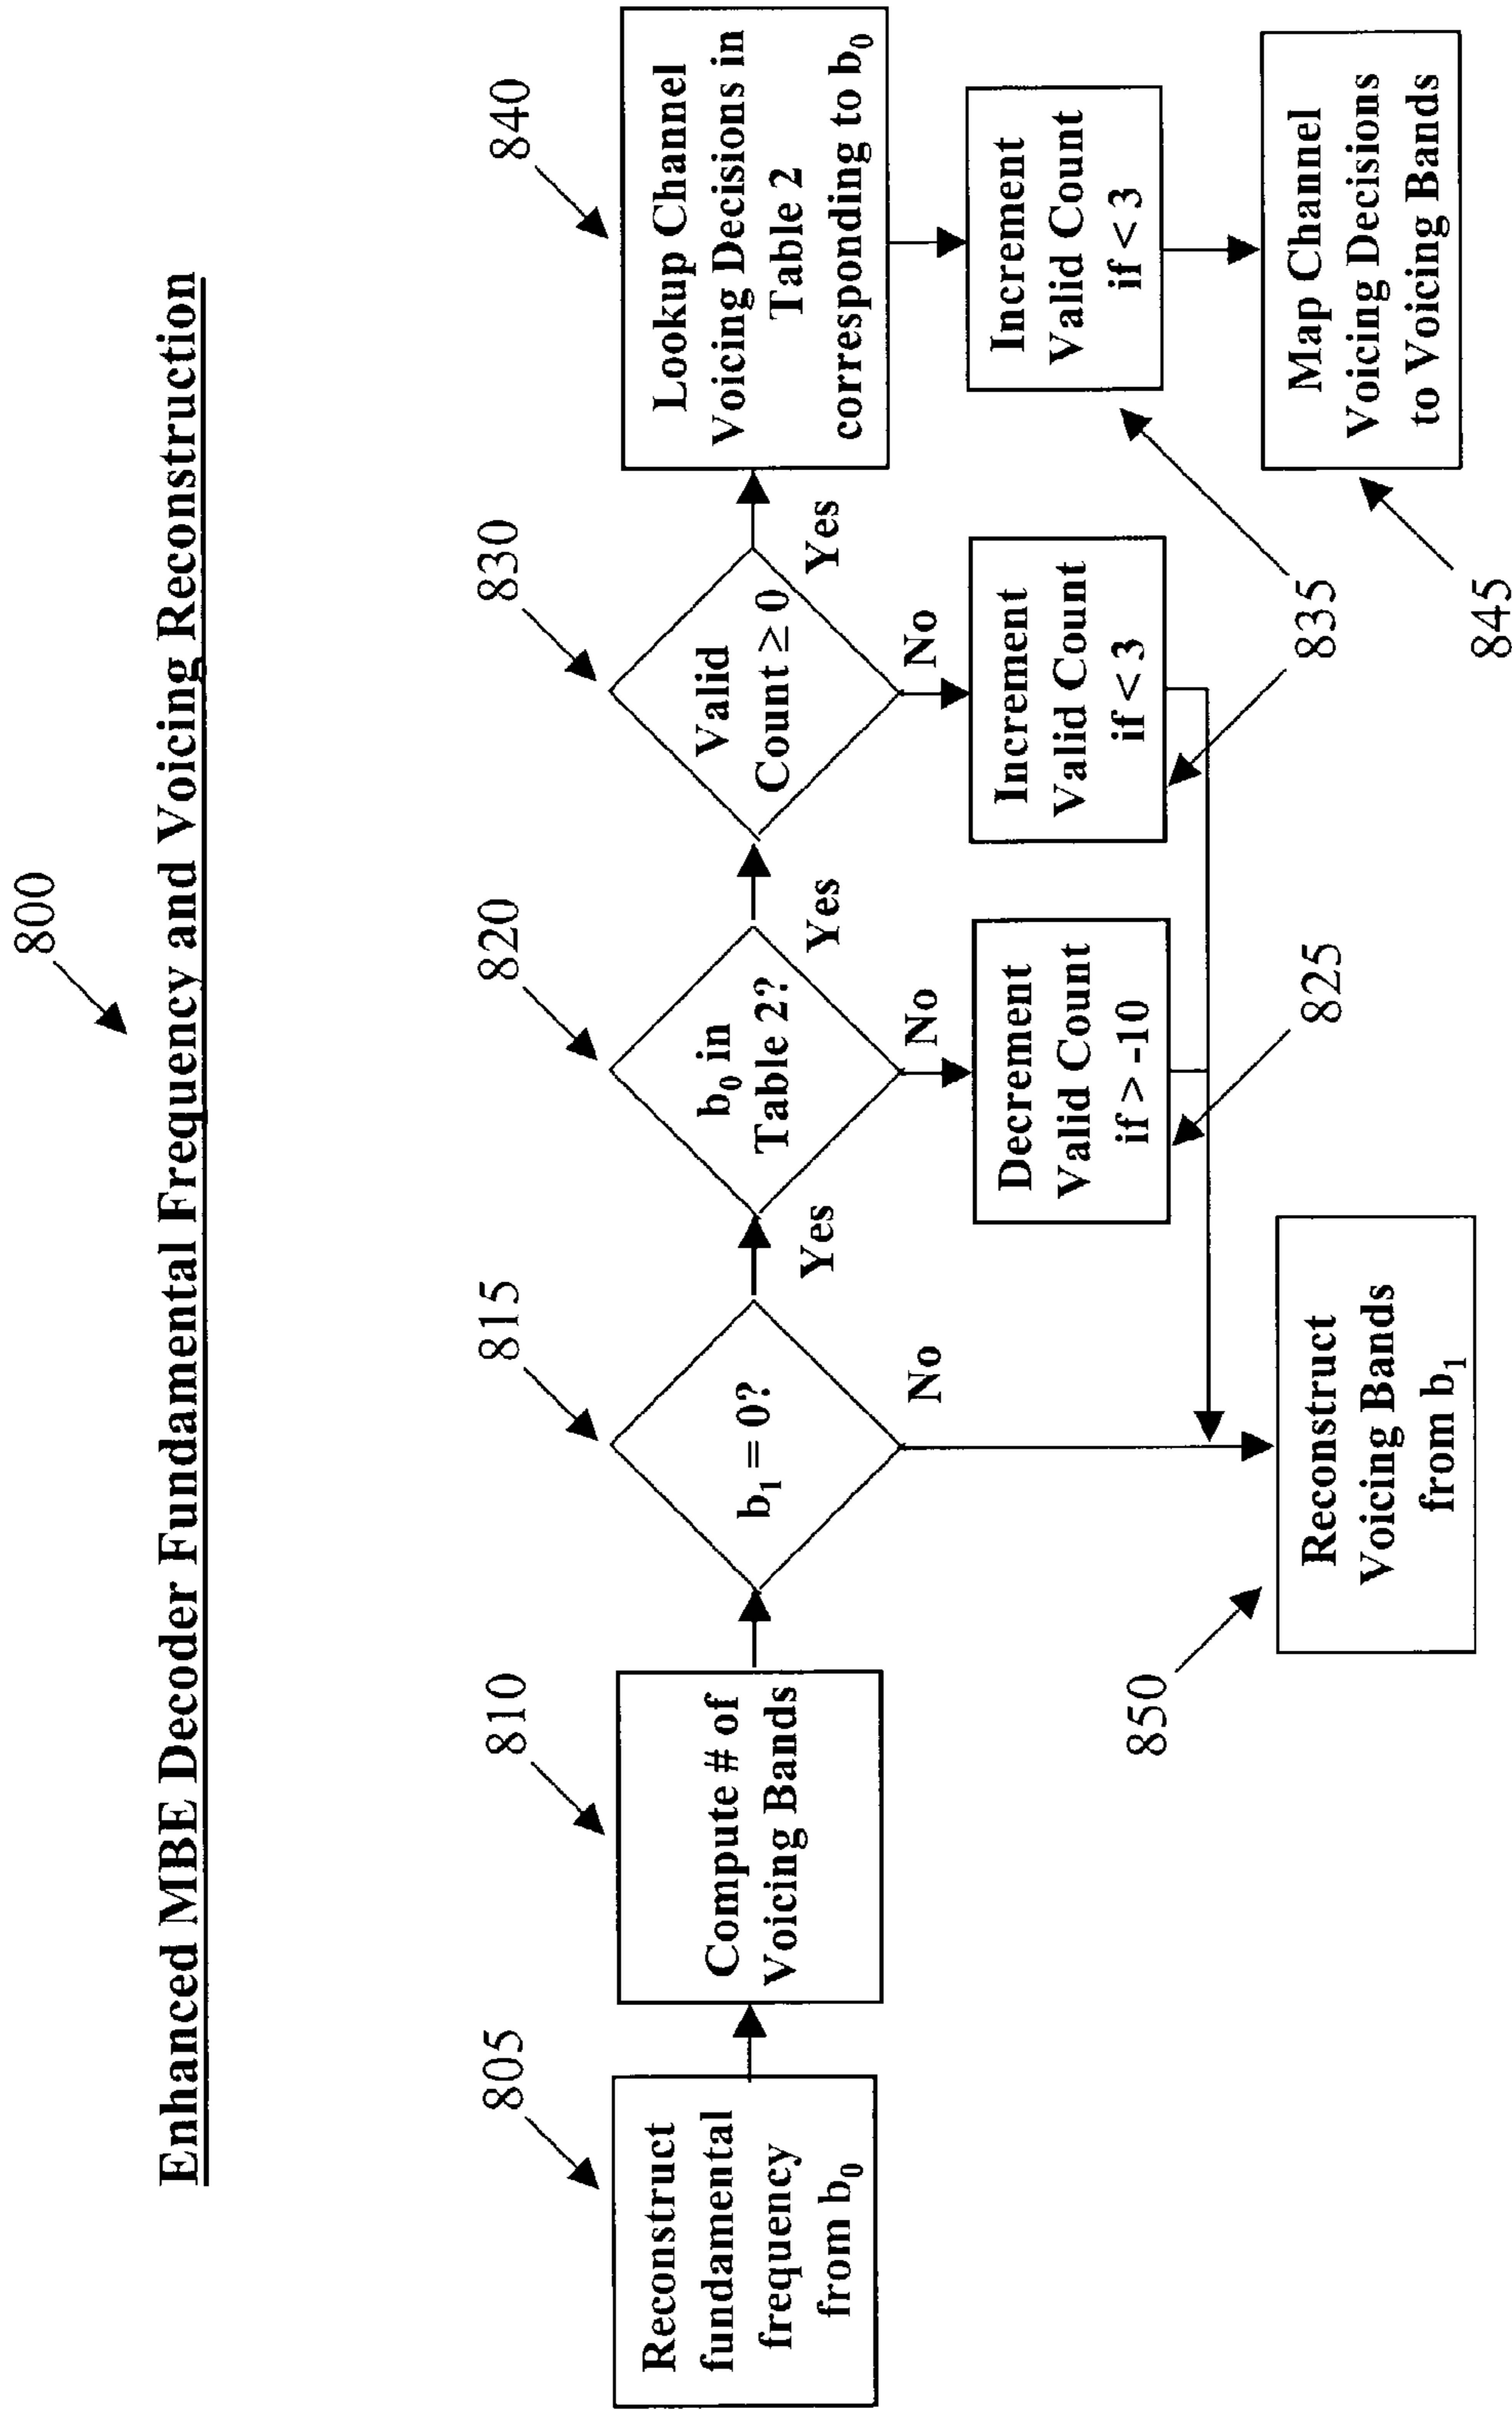 800
Enhanced MBE Decoder Fundamental Frequency and Voicing Reconstruction
805
Reconstruct
fundamental
frequency
from b₀
810
Compute # of
Voicing Bands
815
b₁ = 0?
Yes
No
820
b₀ in
Table 2?
Yes
No
830
Valid
Count ≥ 0
Yes
No
840
Lookup Channel
Voicing Decisions in
Table 2
corresponding to b₀
Decrement
Valid Count
if > -10
825
Increment
Valid Count
if < 3
835
Increment
Valid Count
if < 3
850
Reconstruct
Voicing Bands
from b₁
845
Map Channel
Voicing Decisions
to Voicing Bands